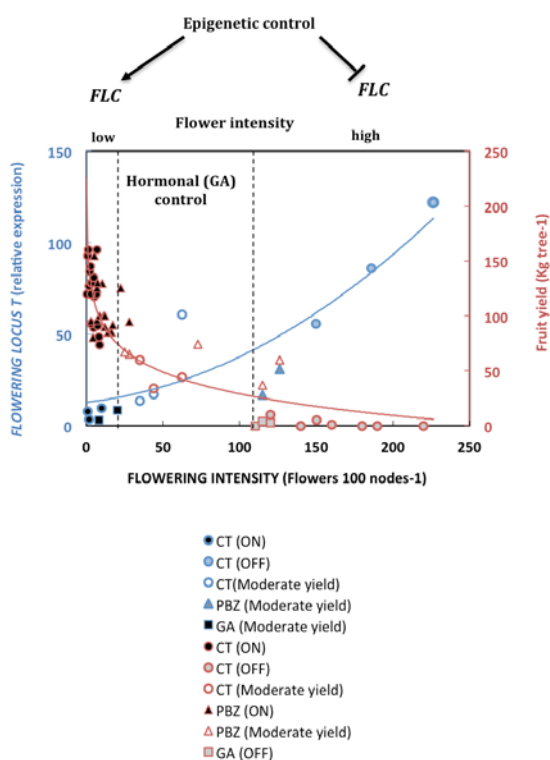 Epigenetic control
FLC
FLC
Flower intensity
low
high
Hormonal (GA)
control
150
100
50
0
FLOWERING LOCUS T (relative expression)
250
200
150
100
50
0
Fruit yield (Kg tree-1)
0 50 100 150 200 250
FLOWERING INTENSITY (Flowers 100 nodes-1)
CT (ON)
CT (OFF)
CT(Moderate yield)
PBZ (Moderate yield)
GA (Moderate yield)
CT (ON)
CT (OFF)
CT (Moderate yield)
PBZ (ON)
PBZ (Moderate yield)
GA (OFF)